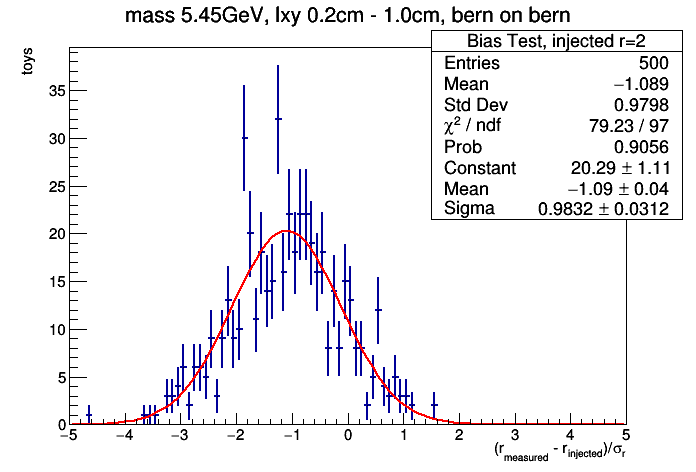 mass 5.45GeV, lxy 0.2cm - 1.0cm, bern on bern
toys
Bias Test, injected r=2
Entries 500
Mean −1.089
Std Dev 0.9798
χ² / ndf 79.23 / 97
Prob 0.9056
Constant 20.29 ± 1.11
Mean −1.09 ± 0.04
Sigma 0.9832 ± 0.0312
35
30
25
20
15
10
5
0
−5 −4 −3 −2 −1 0 1 2 3 4 5
(r_measured - r_injected)/σ_r